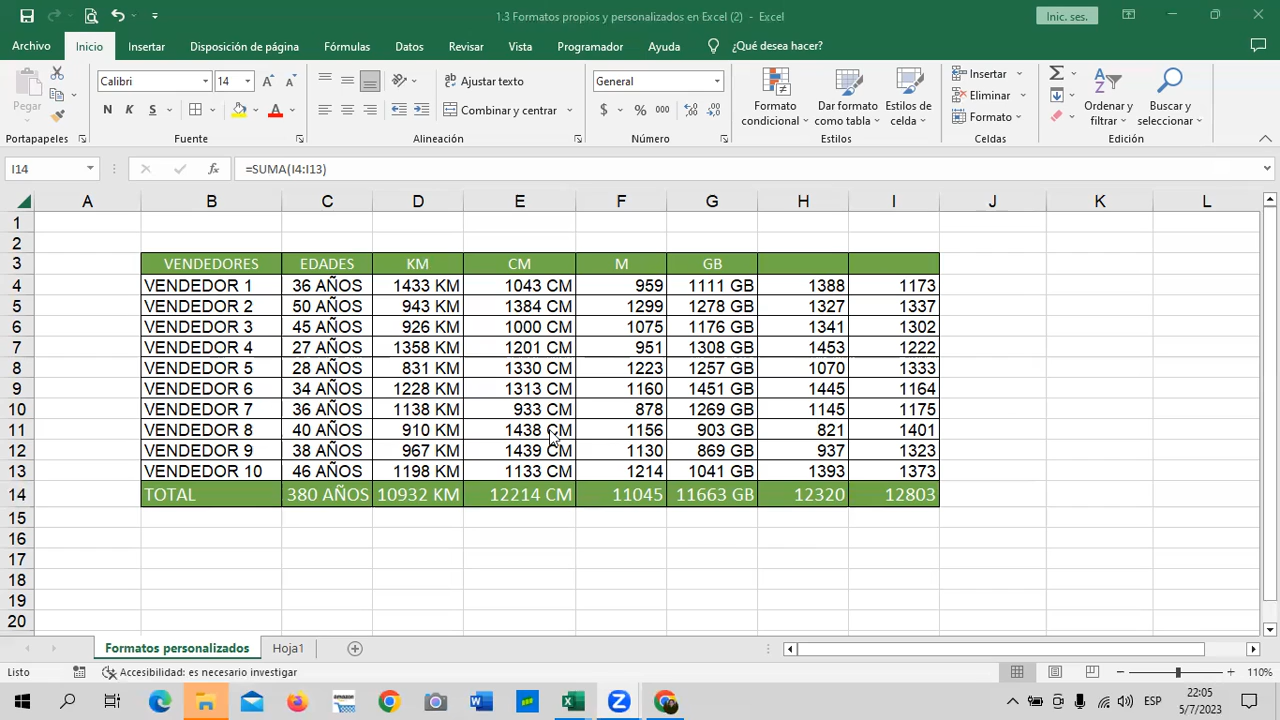 1.3 Formatos propios y personalizados en Excel (2) - Excel
Inic. ses.
Archivo Inicio Insertar Disposición de página Fórmulas Datos Revisar Vista Programador Ayuda ¿Qué desea hacer?
Pegar
Portapapeles
Calibri 14
N K S
Fuente
Ajustar texto
Combinar y centrar
Alineación
General
$ % 000
Número
Formato condicional
Dar formato como tabla
Estilos de celda
Estilos
Insertar
Eliminar
Formato
Celdas
Ordenar y filtrar
Buscar y seleccionar
Edición
I14 fx =SUMA(I4:I13)
A B C D E F G H I J K L
1
2
3 VENDEDORES EDADES KM CM M GB
4 VENDEDOR 1 36 AÑOS 1433 KM 1043 CM 959 1111 GB 1388 1173
5 VENDEDOR 2 50 AÑOS 943 KM 1384 CM 1299 1278 GB 1327 1337
6 VENDEDOR 3 45 AÑOS 926 KM 1000 CM 1075 1176 GB 1341 1302
7 VENDEDOR 4 27 AÑOS 1358 KM 1201 CM 951 1308 GB 1453 1222
8 VENDEDOR 5 28 AÑOS 831 KM 1330 CM 1223 1257 GB 1070 1333
9 VENDEDOR 6 34 AÑOS 1228 KM 1313 CM 1160 1451 GB 1445 1164
10 VENDEDOR 7 36 AÑOS 1138 KM 933 CM 878 1269 GB 1145 1175
11 VENDEDOR 8 40 AÑOS 910 KM 1438 CM 1156 903 GB 821 1401
12 VENDEDOR 9 38 AÑOS 967 KM 1439 CM 1130 869 GB 937 1323
13 VENDEDOR 10 46 AÑOS 1198 KM 1133 CM 1214 1041 GB 1393 1373
14 TOTAL 380 AÑOS 10932 KM 12214 CM 11045 11663 GB 12320 12803
15
16
17
18
19
20
Formatos personalizados Hoja1
Listo Accesibilidad: es necesario investigar 110%
ESP 22:05
5/7/2023